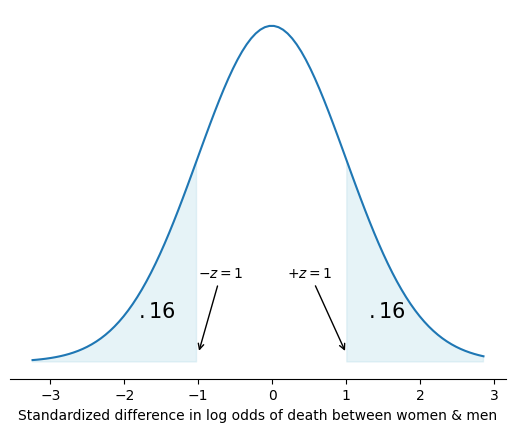 −z = 1
+z = 1
.16
.16
−3 −2 −1 0 1 2 3
Standardized difference in log odds of death between women & men